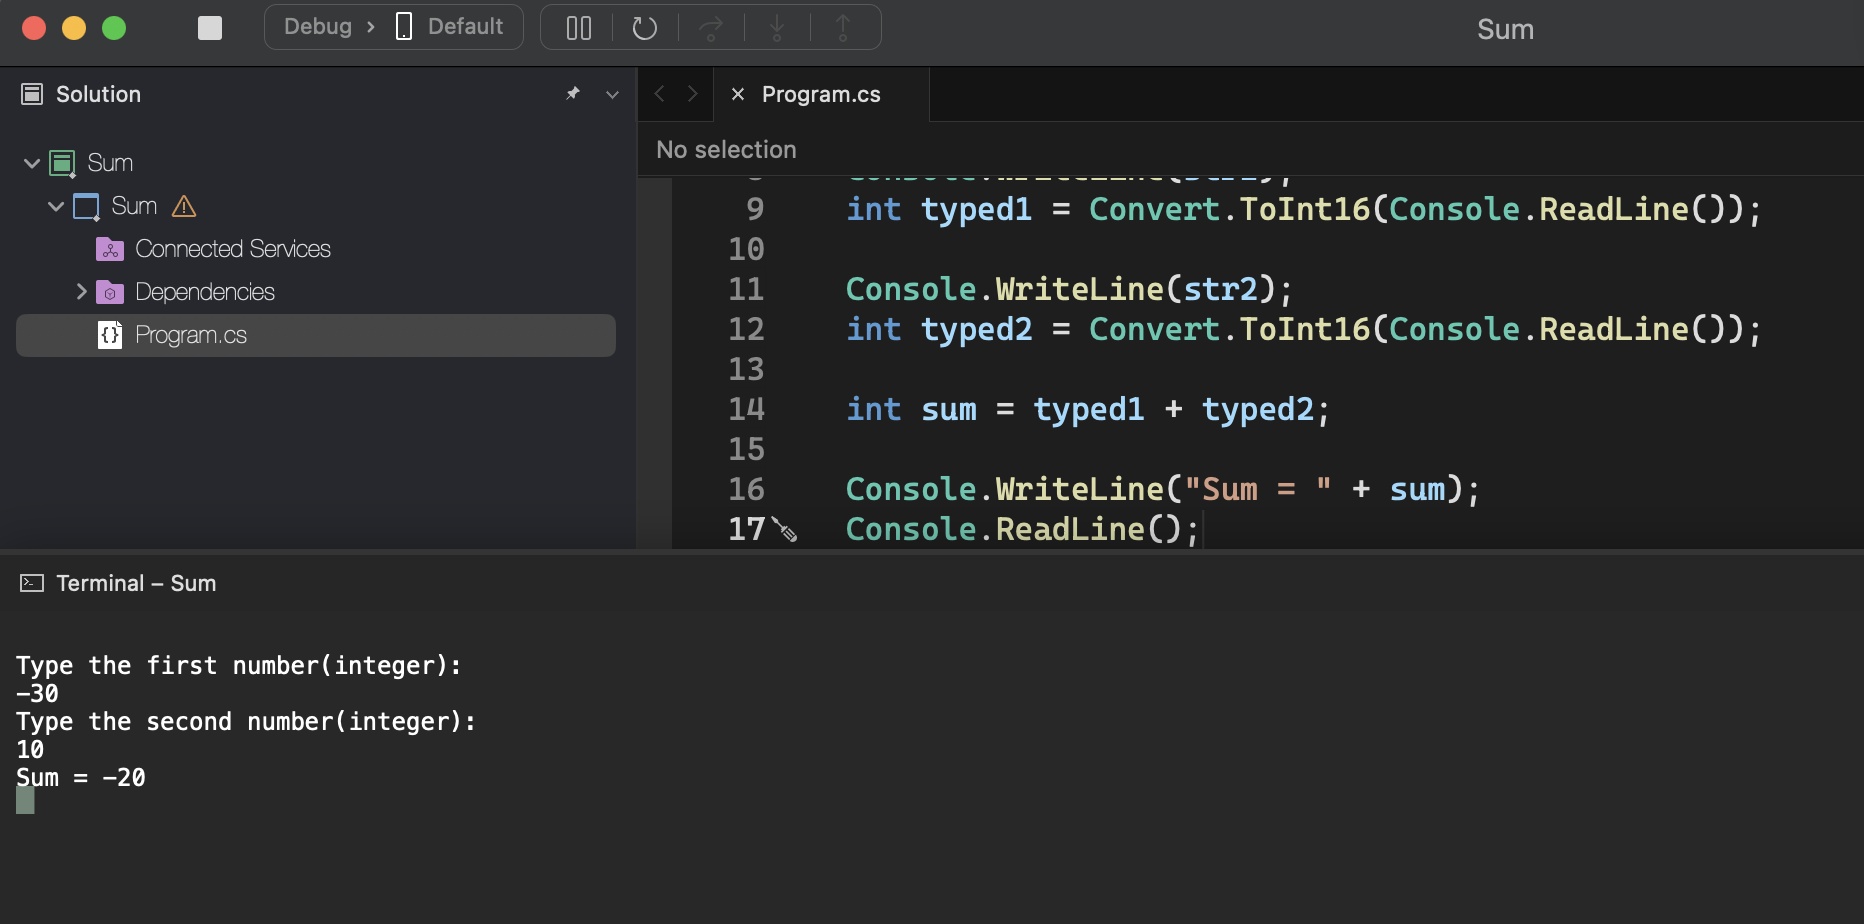 Debug › Default
Sum
Solution
Program.cs
Sum
Sum
Connected Services
Dependencies
Program.cs
No selection
8 Console.WriteLine(str1);
9 int typed1 = Convert.ToInt16(Console.ReadLine());
10
11 Console.WriteLine(str2);
12 int typed2 = Convert.ToInt16(Console.ReadLine());
13
14 int sum = typed1 + typed2;
15
16 Console.WriteLine("Sum = " + sum);
17 Console.ReadLine();
Terminal – Sum
Type the first number(integer):
-30
Type the second number(integer):
10
Sum = -20